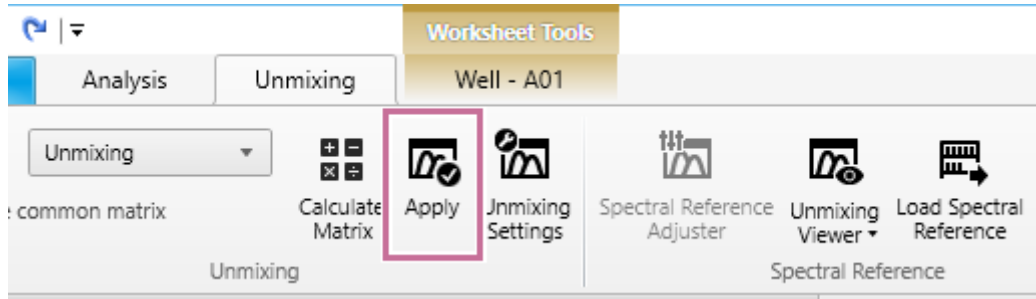 Worksheet Tools
Analysis
Unmixing
Well - A01
Unmixing
common matrix
Calculate
Matrix
Apply
Unmixing
Settings
Spectral Reference
Adjuster
Unmixing
Viewer
Load Spectral
Reference
Unmixing
Spectral Reference